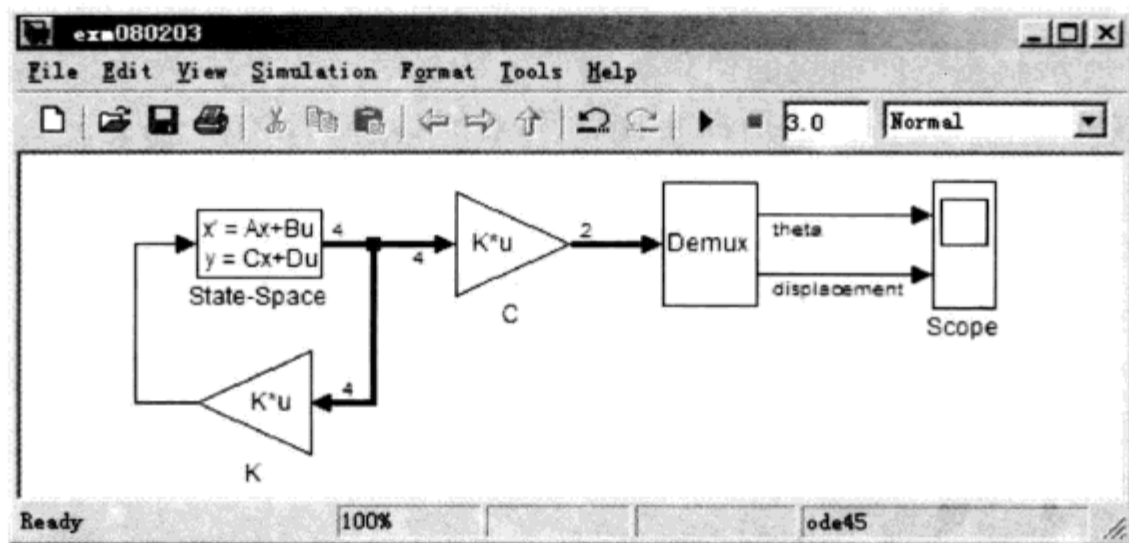 exm080203
File Edit View Simulation Format Tools Help
3.0 Normal
x' = Ax+Bu
y = Cx+Du
State-Space
4
4
K*u
C
2
Demux
theta
displacement
Scope
4
K*u
K
Ready 100% ode45